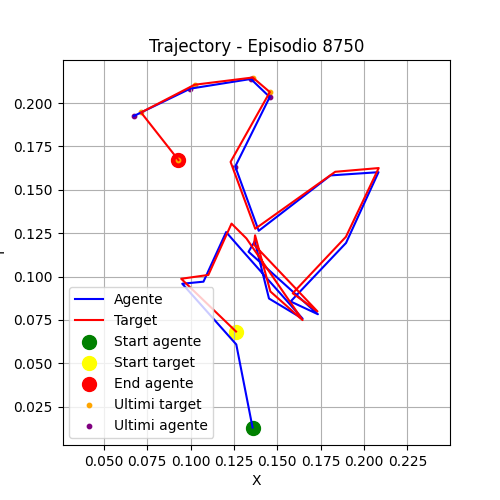 Trajectory - Episodio 8750
0.200
0.175
0.150
0.125
0.100
0.075
0.050
0.025
Agente
Target
Start agente
Start target
End agente
Ultimi target
Ultimi agente
0.050 0.075 0.100 0.125 0.150 0.175 0.200 0.225
X